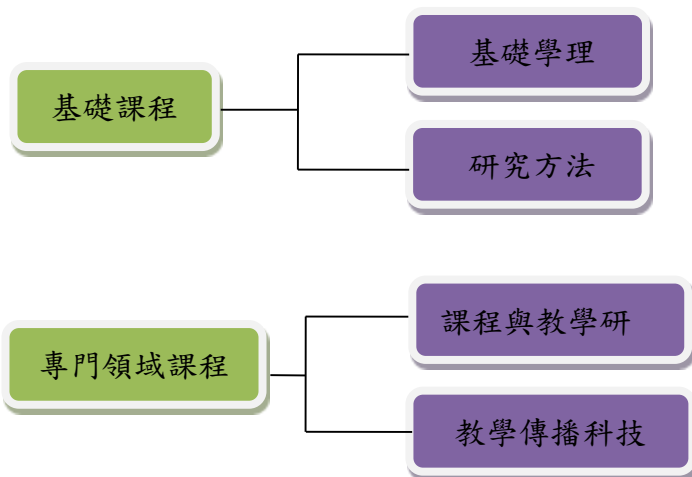 基礎學理
基礎課程
研究方法
課程與教學研
專門領域課程
教學傳播科技